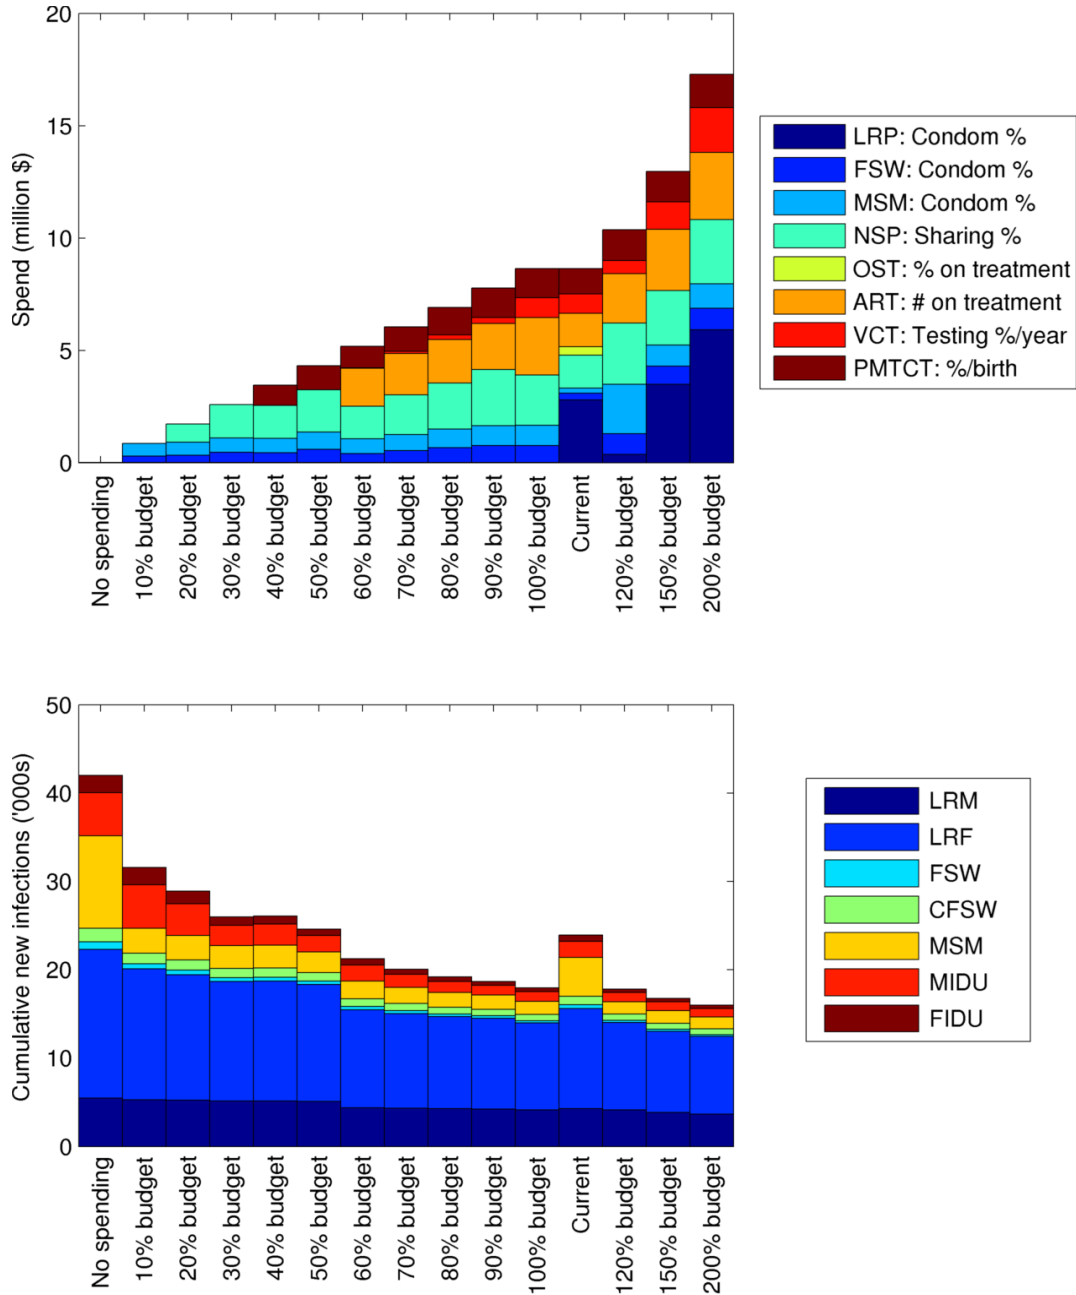 20
15
10
5
0
Spend (million $)
No spending
10% budget
20% budget
30% budget
40% budget
50% budget
60% budget
70% budget
80% budget
90% budget
100% budget
Current
120% budget
150% budget
200% budget
LRP: Condom %
FSW: Condom %
MSM: Condom %
NSP: Sharing %
OST: % on treatment
ART: # on treatment
VCT: Testing %/year
PMTCT: %/birth
50
40
30
20
10
0
Cumulative new infections ('000s)
No spending
10% budget
20% budget
30% budget
40% budget
50% budget
60% budget
70% budget
80% budget
90% budget
100% budget
Current
120% budget
150% budget
200% budget
LRM
LRF
FSW
CFSW
MSM
MIDU
FIDU